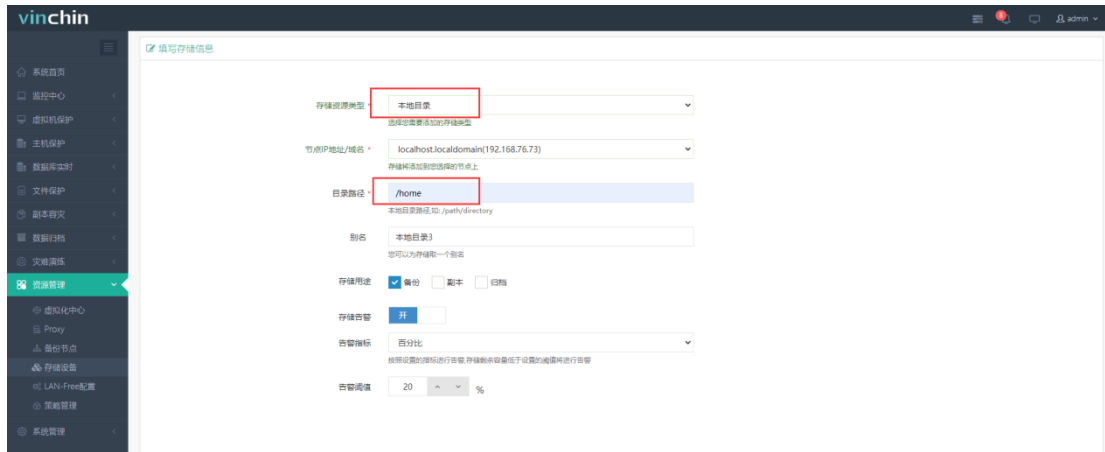 vinchin
8
admin
填写存储信息
系统首页
监控中心
虚拟机保护
主机保护
数据库实时
文件保护
副本容灾
数据归档
灾难演练
资源管理
虚拟化中心
Proxy
备份节点
存储设备
LAN-Free配置
策略管理
系统管理
存储资源类型 * 本地目录
选择您需要添加的存储类型
节点IP地址/域名 * localhost.localdomain(192.168.76.73)
存储将添加到您选择的节点上
目录路径 * /home
本地目录路径,如: /path/directory
别名 本地目录3
您可以为存储取一个别名
存储用途 备份 副本 归档
存储告警 开
告警指标 百分比
按照设置的指标进行告警,存储剩余容量低于设置的阈值将进行告警
告警阈值 20 %